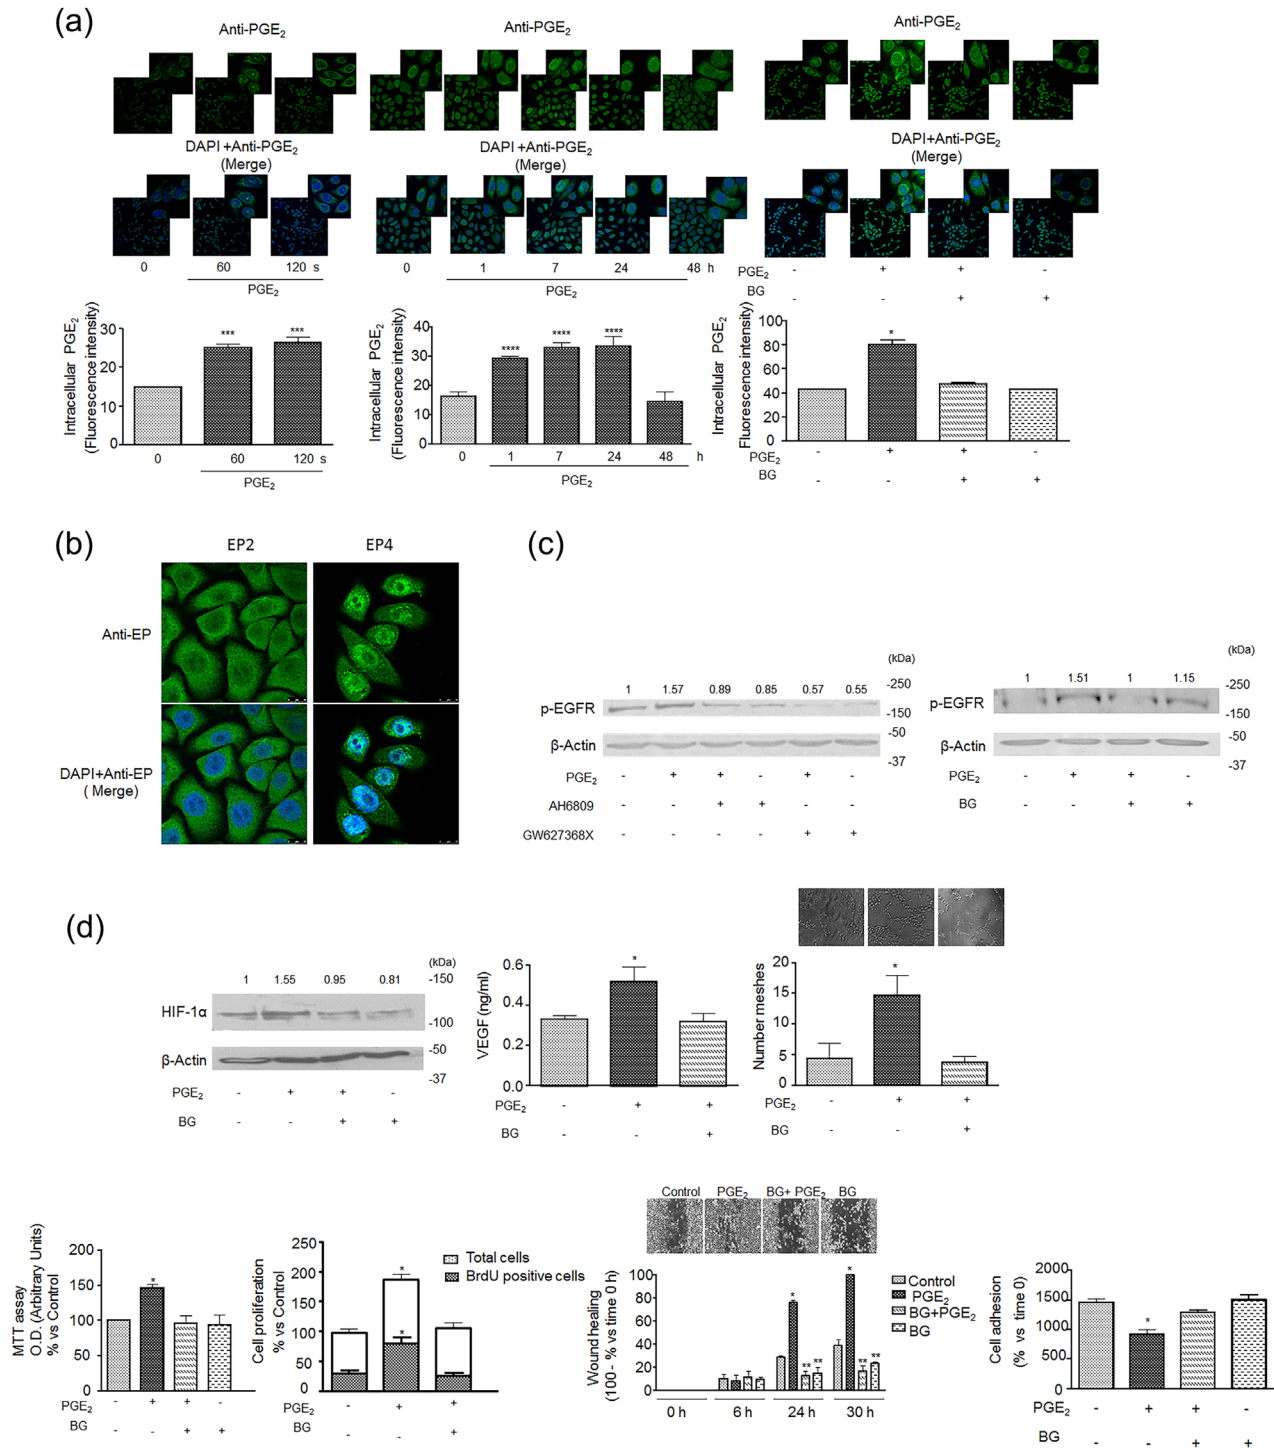 (a)
Anti-PGE2
Anti-PGE2
Anti-PGE2
DAPI +Anti-PGE2
(Merge)
DAPI +Anti-PGE2
(Merge)
DAPI+Anti-PGE2
(Merge)
0 60 120 s
PGE2
0 1 7 24 48 h
PGE2
PGE2 - + + -
BG - - + +
Intracellular PGE2
(Fluorescence intensity)
30
20
10
0
*** ***
0 60 120 s
PGE2
Intracellular PGE2
(Fluorescence intensity)
40
30
20
10
0
**** **** ****
0 1 7 24 48 h
PGE2
Intracellular PGE2
(Fluorescence intensity)
100
80
60
40
20
0
*
PGE2 - + + -
BG - - + +
(b)
EP2 EP4
Anti-EP
DAPI+Anti-EP
( Merge)
(c)
(kDa)
1 1.57 0.89 0.85 0.57 0.55
-250
p-EGFR
-150
-50
β-Actin
-37
PGE2 - + + - + -
AH6809 - - + + - -
GW627368X - - - - + +
(kDa)
1 1.51 1 1.15
-250
p-EGFR
-150
-50
β-Actin
-37
PGE2 - + + -
BG - - + +
(d)
(kDa)
1 1.55 0.95 0.81
-150
HIF-1α
-100
-50
β-Actin
-37
PGE2 - + + -
BG - - + +
VEGF (ng/ml)
0.6
0.4
0.2
0.0
*
PGE2 - + +
BG - - +
Number meshes
20
15
10
5
0
*
PGE2 - + +
BG - - +
MTT assay
O.D. (Arbitrary Units)
% vs Control
200
150
100
50
0
*
PGE2 - + + -
BG - - + +
Cell proliferation
% vs Control
250
200
150
100
50
0
*
*
Total cells
BrdU positive cells
PGE2 - + +
BG - - +
Control PGE2 BG+ PGE2 BG
Wound healing
(100 - % vs time 0 h)
100
80
60
40
20
0
* *
** ** ** **
0 h 6 h 24 h 30 h
Control
PGE2
BG+PGE2
BG
Cell adhesion
(% vs time 0)
2000
1500
1000
500
0
*
PGE2 - + + -
BG - - + +